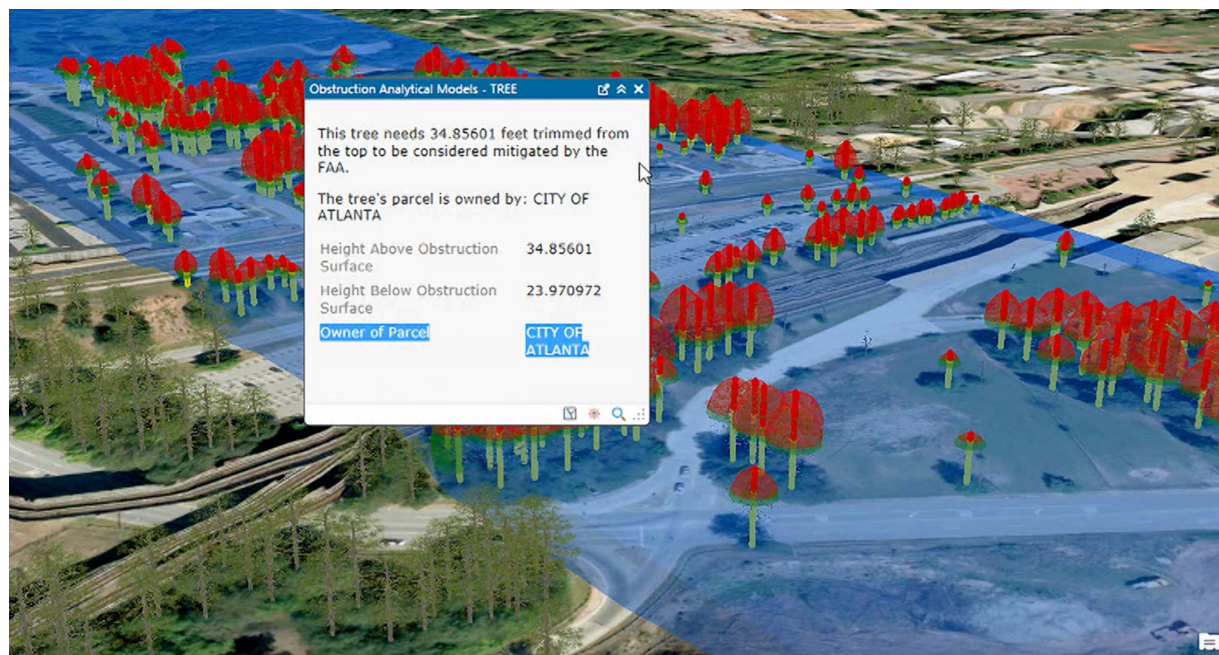 Obstruction Analytical Models - TREE
This tree needs 34.85601 feet trimmed from
the top to be considered mitigated by the
FAA.
The tree's parcel is owned by: CITY OF
ATLANTA
Height Above Obstruction 34.85601
Surface
Height Below Obstruction 23.970972
Surface
Owner of Parcel CITY OF
ATLANTA